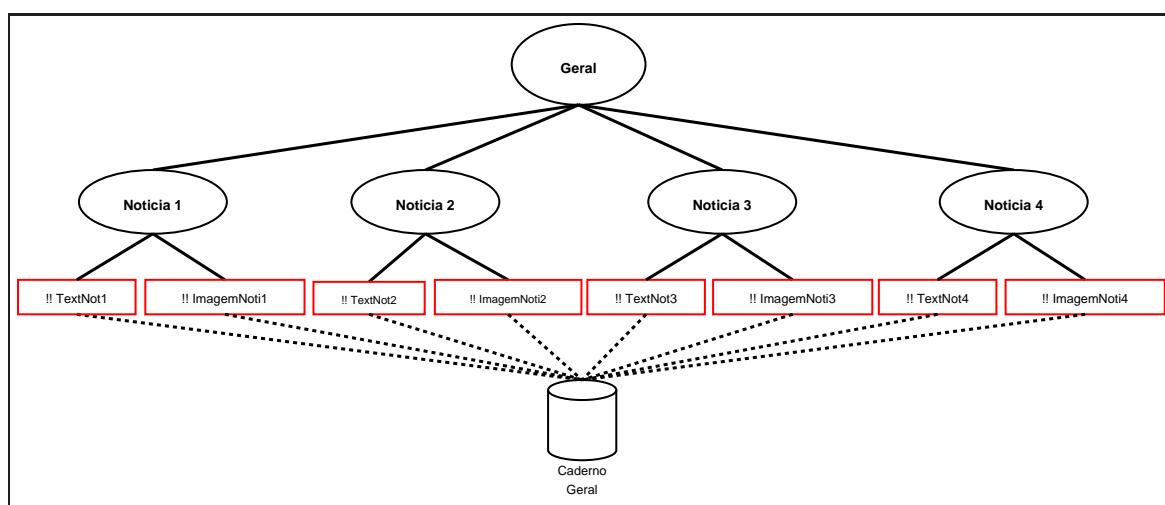 Geral
Noticia 1
Noticia 2
Noticia 3
Noticia 4
!! TextNot1
!! ImagemNoti1
!! TextNot2
!! ImagemNoti2
!! TextNot3
!! ImagemNoti3
!! TextNot4
!! ImagemNoti4
Caderno
Geral